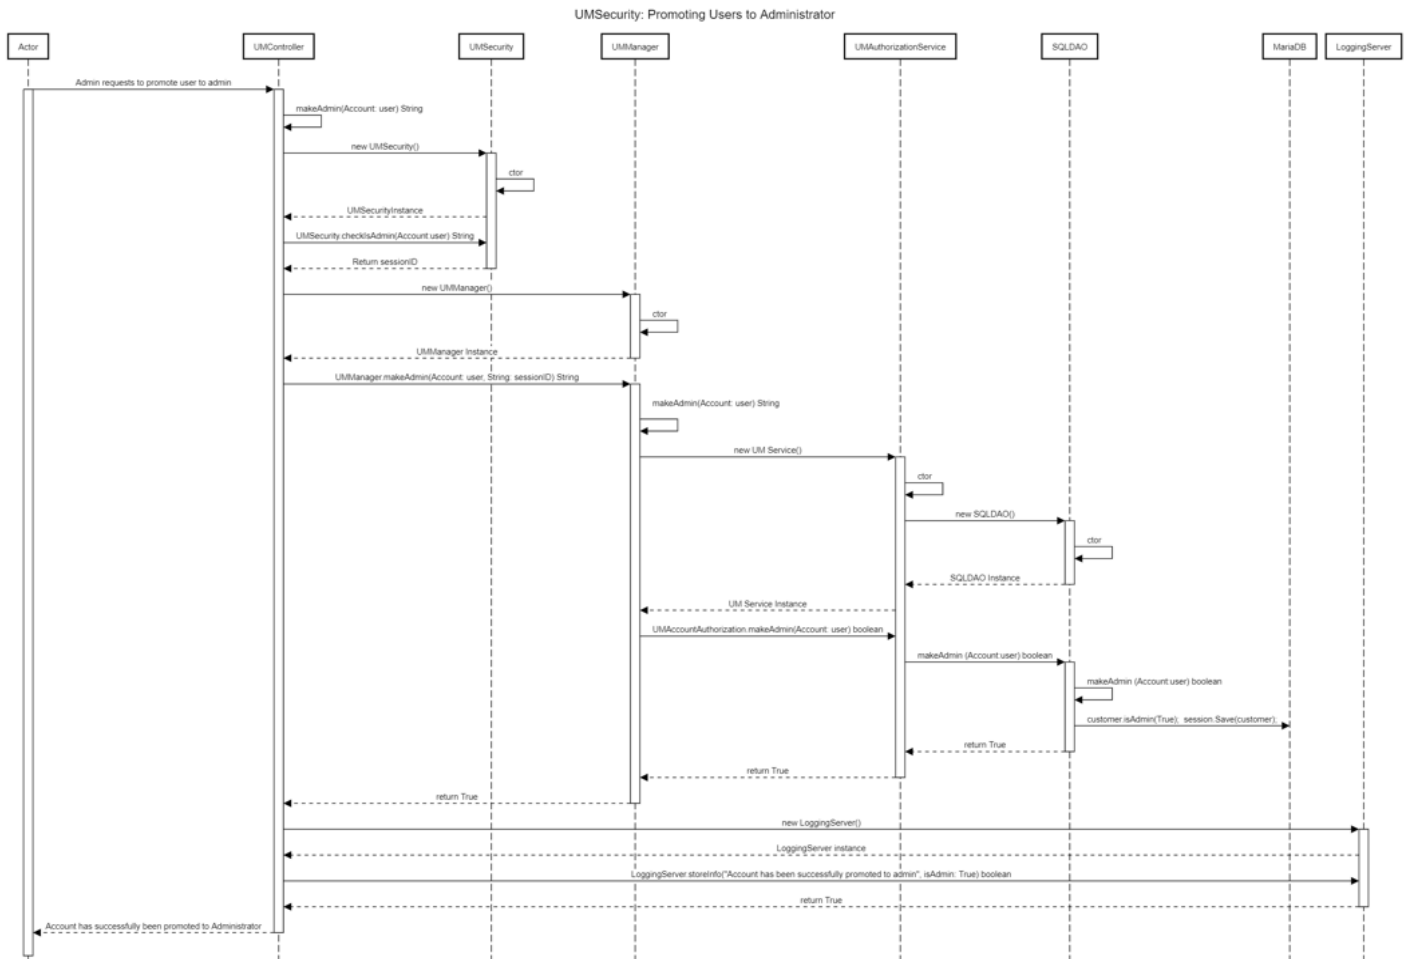 UMSecurity: Promoting Users to Administrator
Actor
UMController
UMSecurity
UMManager
UMAuthorizationService
SQLDAO
MariaDB
LoggingServer
Admin requests to promote user to admin
makeAdmin(Account: user) String
new UMSecurity()
ctor
UMSecurityInstance
UMSecurity.checkIsAdmin(Account user) String
Return sessionID
new UMManager()
ctor
UMManager Instance
UMManager.makeAdmin(Account: user, String: sessionID) String
makeAdmin(Account: user) String
new UM Service()
ctor
new SQLDAO()
ctor
SQLDAO Instance
UM Service Instance
UMAccountAuthorization.makeAdmin(Account: user) boolean
makeAdmin (Account user) boolean
makeAdmin (Account user) boolean
customer.isAdmin(True); session.Save(customer);
return True
return True
return True
new LoggingServer()
LoggingServer instance
LoggingServer.storeInfo("Account has been successfully promoted to admin", isAdmin: True) boolean
return True
Account has successfully been promoted to Administrator